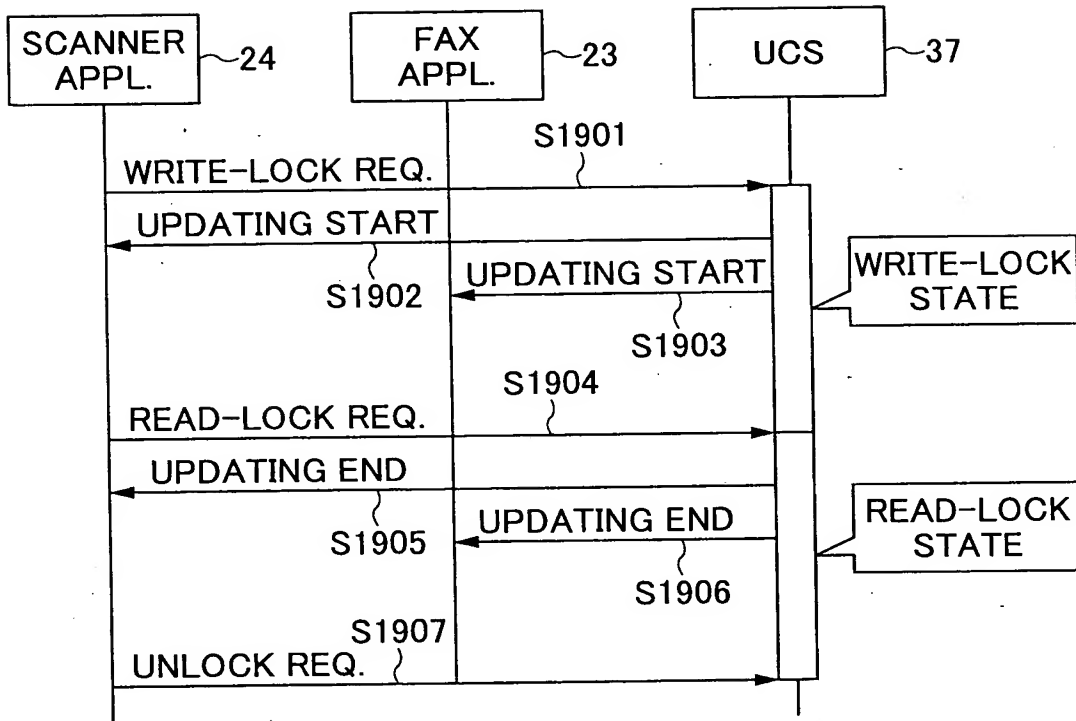 SCANNER
APPL.
24
FAX
APPL.
23
UCS
37
S1901
WRITE-LOCK REQ.
UPDATING START
S1902
UPDATING START
S1903
WRITE-LOCK
STATE
S1904
READ-LOCK REQ.
UPDATING END
S1905
UPDATING END
S1906
READ-LOCK
STATE
S1907
UNLOCK REQ.